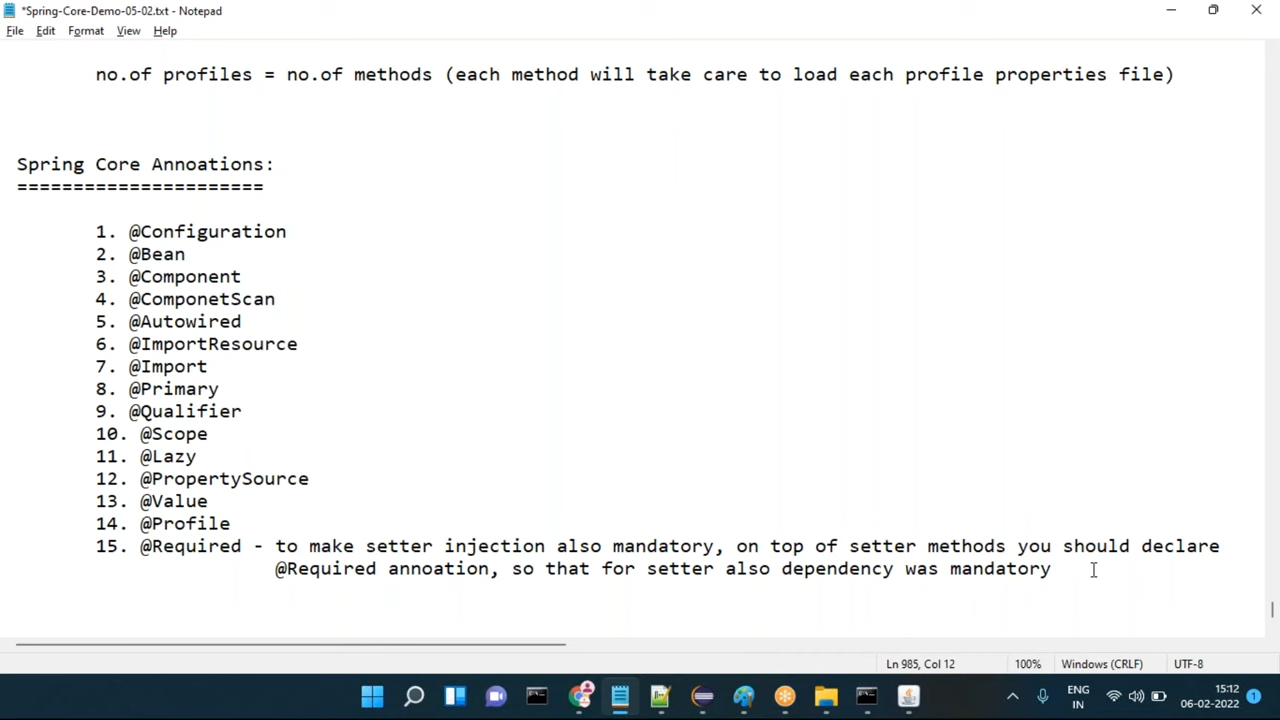 *Spring-Core-Demo-05-02.txt - Notepad
File Edit Format View Help
no.of profiles = no.of methods (each method will take care to load each profile properties file)
Spring Core Annoations:
======================
1. @Configuration
2. @Bean
3. @Component
4. @ComponetScan
5. @Autowired
6. @ImportResource
7. @Import
8. @Primary
9. @Qualifier
10. @Scope
11. @Lazy
12. @PropertySource
13. @Value
14. @Profile
15. @Required - to make setter injection also mandatory, on top of setter methods you should declare
@Required annoation, so that for setter also dependency was mandatory
Ln 985, Col 12 100% Windows (CRLF) UTF-8
ENG
IN
15:12
06-02-2022
1